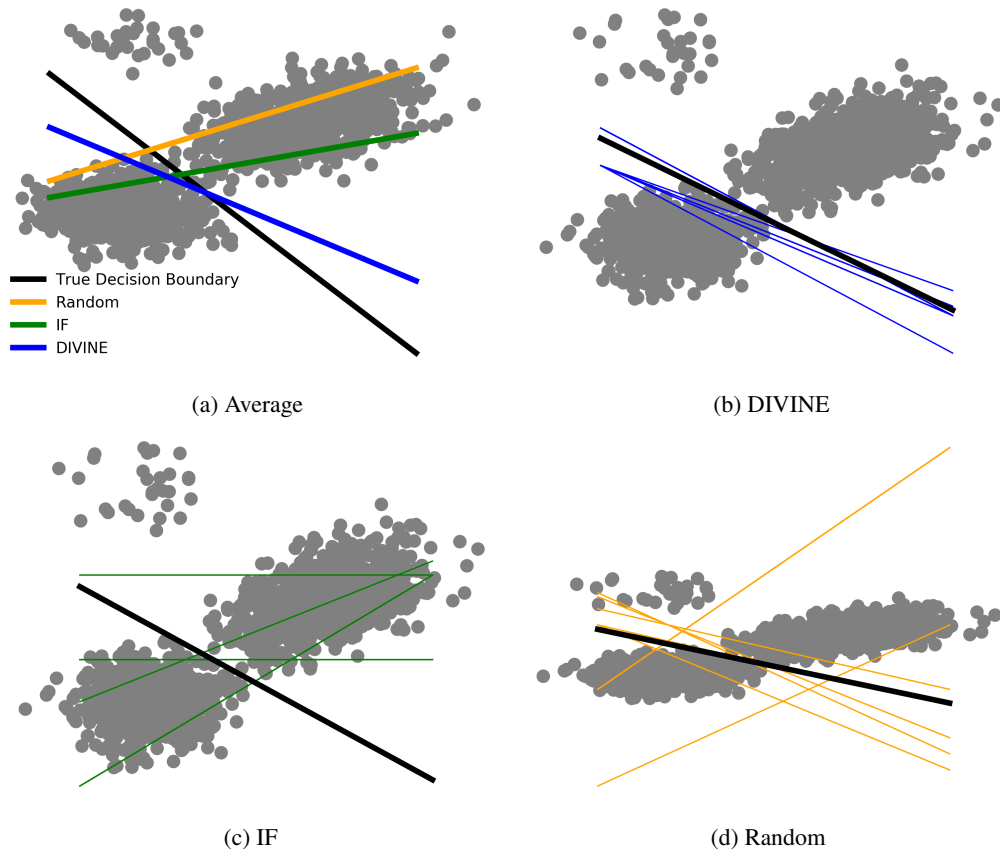 True Decision Boundary
Random
IF
DIVINE
(a) Average
(b) DIVINE
(c) IF
(d) Random